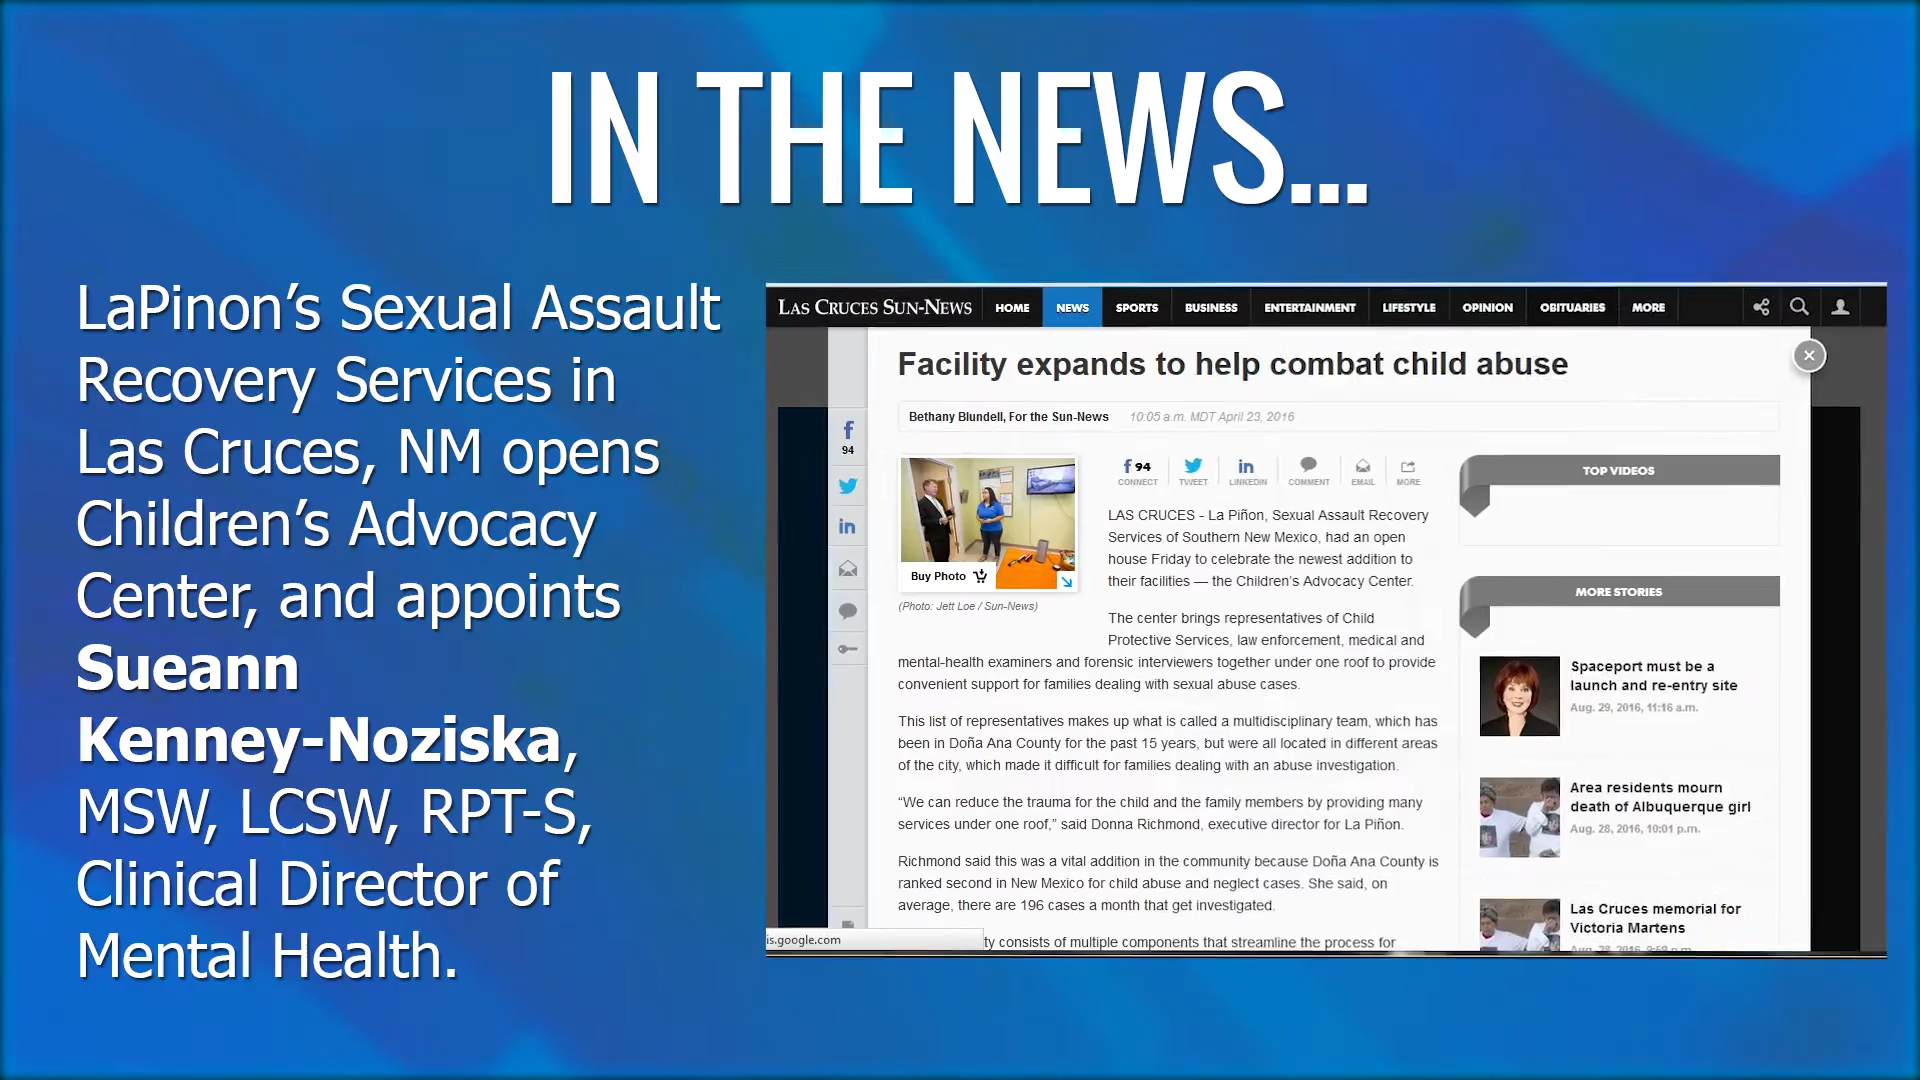 IN THE NEWS...
LaPinon’s Sexual Assault
Recovery Services in
Las Cruces, NM opens
Children’s Advocacy
Center, and appoints
Sueann
Kenney-Noziska,
MSW, LCSW, RPT-S,
Clinical Director of
Mental Health.
LAS CRUCES SUN-NEWS HOME NEWS SPORTS BUSINESS ENTERTAINMENT LIFESTYLE OPINION OBITUARIES MORE
Facility expands to help combat child abuse
Bethany Blundell, For the Sun-News 10:05 a.m. MDT April 23, 2016
94
Buy Photo
(Photo: Jett Loe / Sun-News)
94
CONNECT TWEET LINKEDIN COMMENT EMAIL MORE
LAS CRUCES - La Piñon, Sexual Assault Recovery
Services of Southern New Mexico, had an open
house Friday to celebrate the newest addition to
their facilities — the Children’s Advocacy Center.
The center brings representatives of Child
Protective Services, law enforcement, medical and
mental-health examiners and forensic interviewers together under one roof to provide
convenient support for families dealing with sexual abuse cases.
This list of representatives makes up what is called a multidisciplinary team, which has
been in Doña Ana County for the past 15 years, but were all located in different areas
of the city, which made it difficult for families dealing with an abuse investigation.
“We can reduce the trauma for the child and the family members by providing many
services under one roof,” said Donna Richmond, executive director for La Piñon.
Richmond said this was a vital addition in the community because Doña Ana County is
ranked second in New Mexico for child abuse and neglect cases. She said, on
average, there are 196 cases a month that get investigated.
ty consists of multiple components that streamline the process for
is.google.com
TOP VIDEOS
MORE STORIES
Spaceport must be a
launch and re-entry site
Aug. 29, 2016, 11:16 a.m.
Area residents mourn
death of Albuquerque girl
Aug. 28, 2016, 10:01 p.m.
Las Cruces memorial for
Victoria Martens
Aug. 28, 2016, 9:59 p.m.